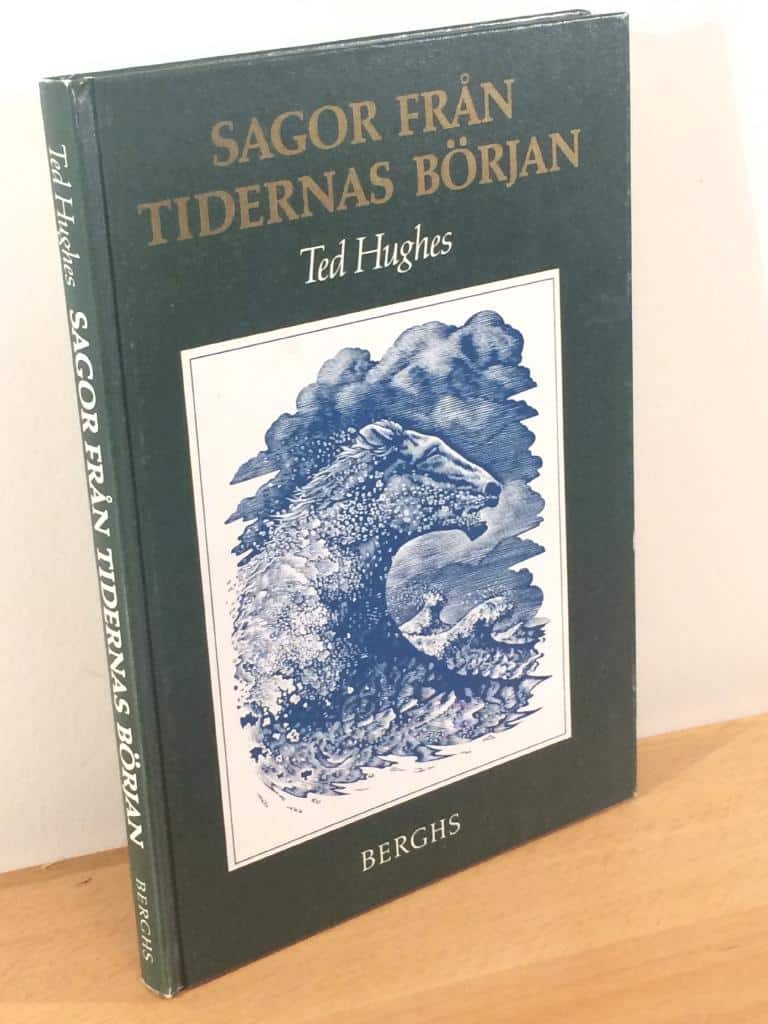 SAGOR FRÅN
TIDERNAS BÖRJAN
Ted Hughes
BERGHS
Ted Hughes SAGOR FRÅN TIDERNAS BÖRJAN BERGHS